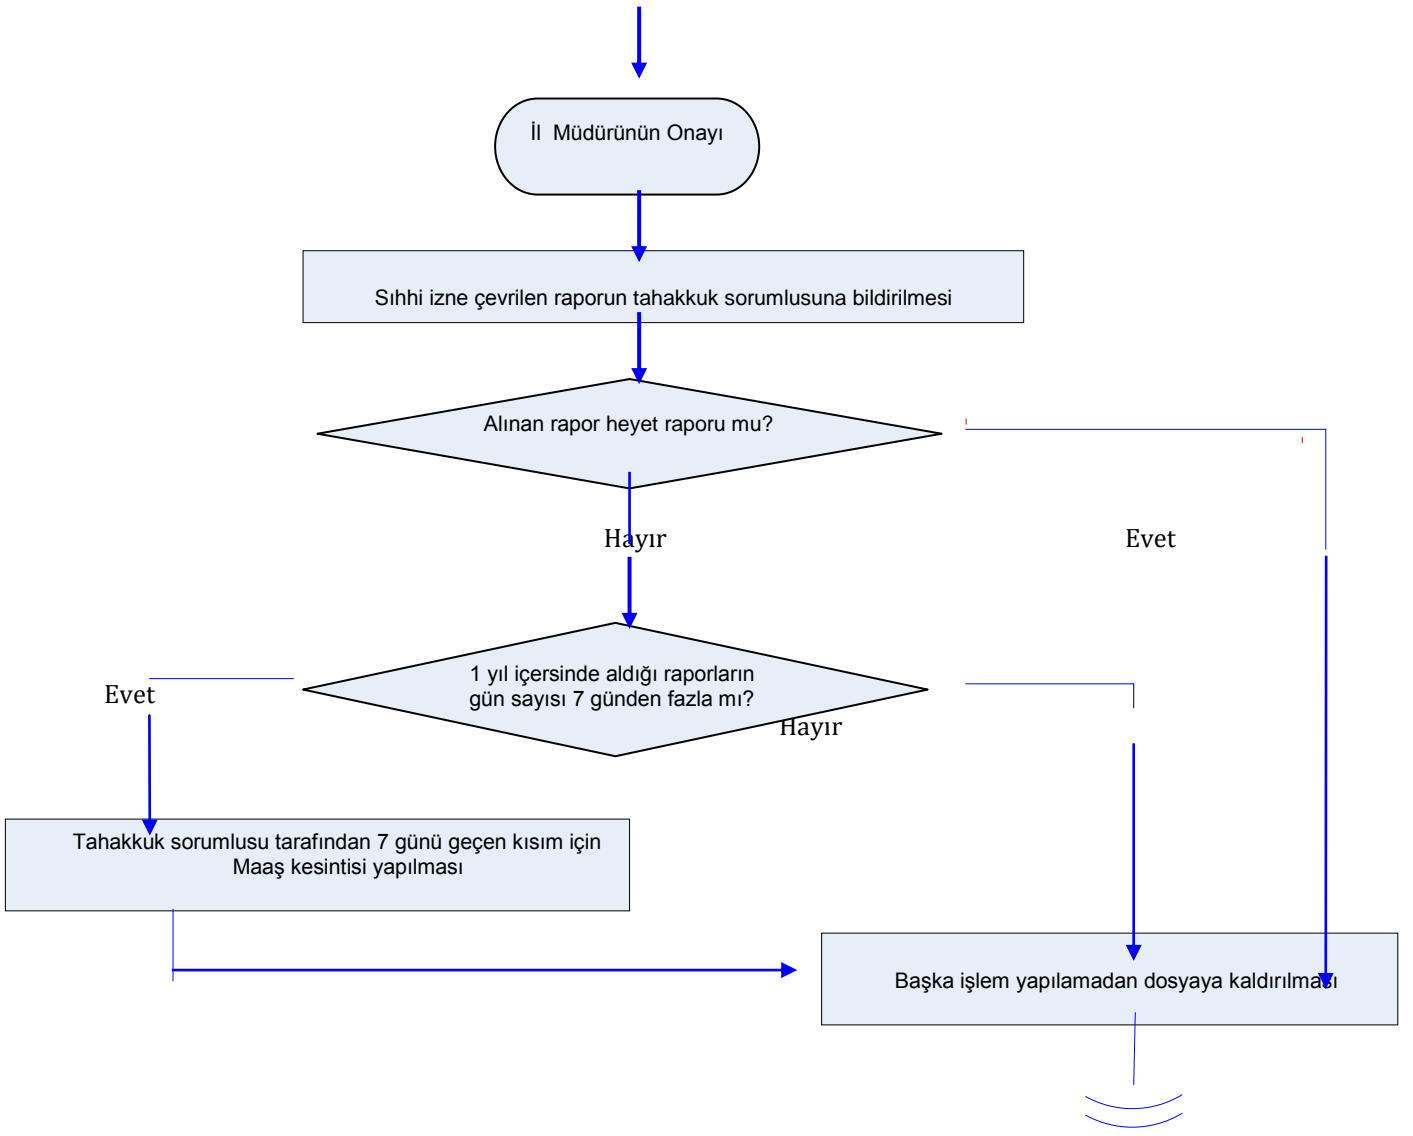 İl Müdürünün Onayı
Sıhhi izne çevrilen raporun tahakkuk sorumlusuna bildirilmesi
Alınan rapor heyet raporu mu?
Hayır
Evet
1 yıl içersinde aldığı raporların
gün sayısı 7 günden fazla mı?
Evet
Hayır
Tahakkuk sorumlusu tarafından 7 günü geçen kısım için
Maaş kesintisi yapılması
Başka işlem yapılamadan dosyaya kaldırılması